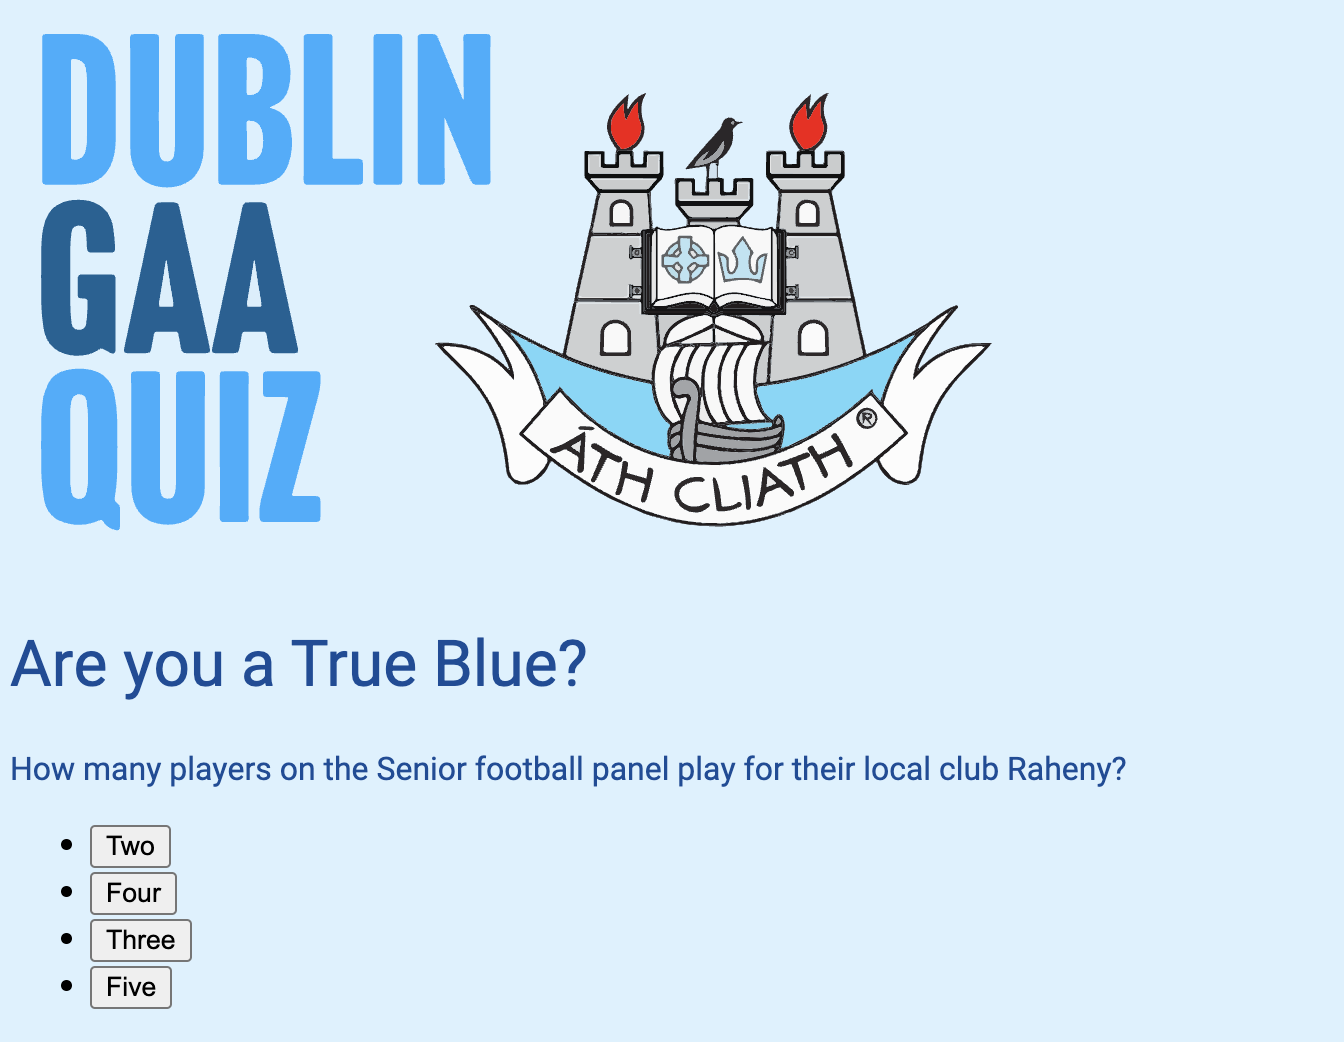 DUBLIN
GAA
QUIZ
ÁTH CLIATH ®
Are you a True Blue?
How many players on the Senior football panel play for their local club Raheny?
Two
Four
Three
Five